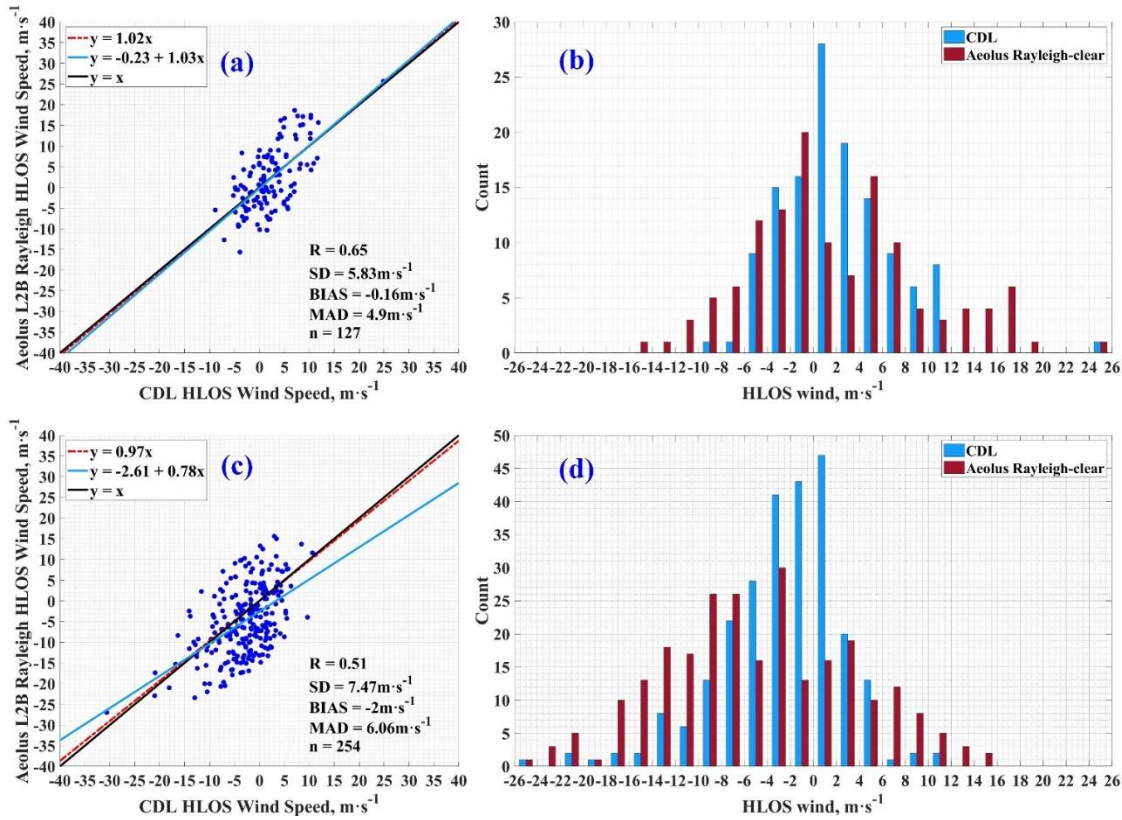 y = 1.02x
y = -0.23 + 1.03x
y = x
(a)
40
35
30
25
20
15
10
5
0
-5
-10
-15
-20
-25
-30
-35
-40
Aeolus L2B Rayleigh HLOS Wind Speed, m·s⁻¹
R = 0.65
SD = 5.83m·s⁻¹
BIAS = -0.16m·s⁻¹
MAD = 4.9m·s⁻¹
n = 127
-40 -35 -30 -25 -20 -15 -10 -5 0 5 10 15 20 25 30 35 40
CDL HLOS Wind Speed, m·s⁻¹
(b)
CDL
Aeolus Rayleigh-clear
30
25
20
15
10
5
0
Count
-26 -24 -22 -20 -18 -16 -14 -12 -10 -8 -6 -4 -2 0 2 4 6 8 10 12 14 16 18 20 22 24 26
HLOS wind, m·s⁻¹
y = 0.97x
y = -2.61 + 0.78x
y = x
(c)
40
35
30
25
20
15
10
5
0
-5
-10
-15
-20
-25
-30
-35
-40
Aeolus L2B Rayleigh HLOS Wind Speed, m·s⁻¹
R = 0.51
SD = 7.47m·s⁻¹
BIAS = -2m·s⁻¹
MAD = 6.06m·s⁻¹
n = 254
-40 -35 -30 -25 -20 -15 -10 -5 0 5 10 15 20 25 30 35 40
CDL HLOS Wind Speed, m·s⁻¹
(d)
CDL
Aeolus Rayleigh-clear
50
45
40
35
30
25
20
15
10
5
0
Count
-26 -24 -22 -20 -18 -16 -14 -12 -10 -8 -6 -4 -2 0 2 4 6 8 10 12 14 16 18 20 22 24 26
HLOS wind, m·s⁻¹